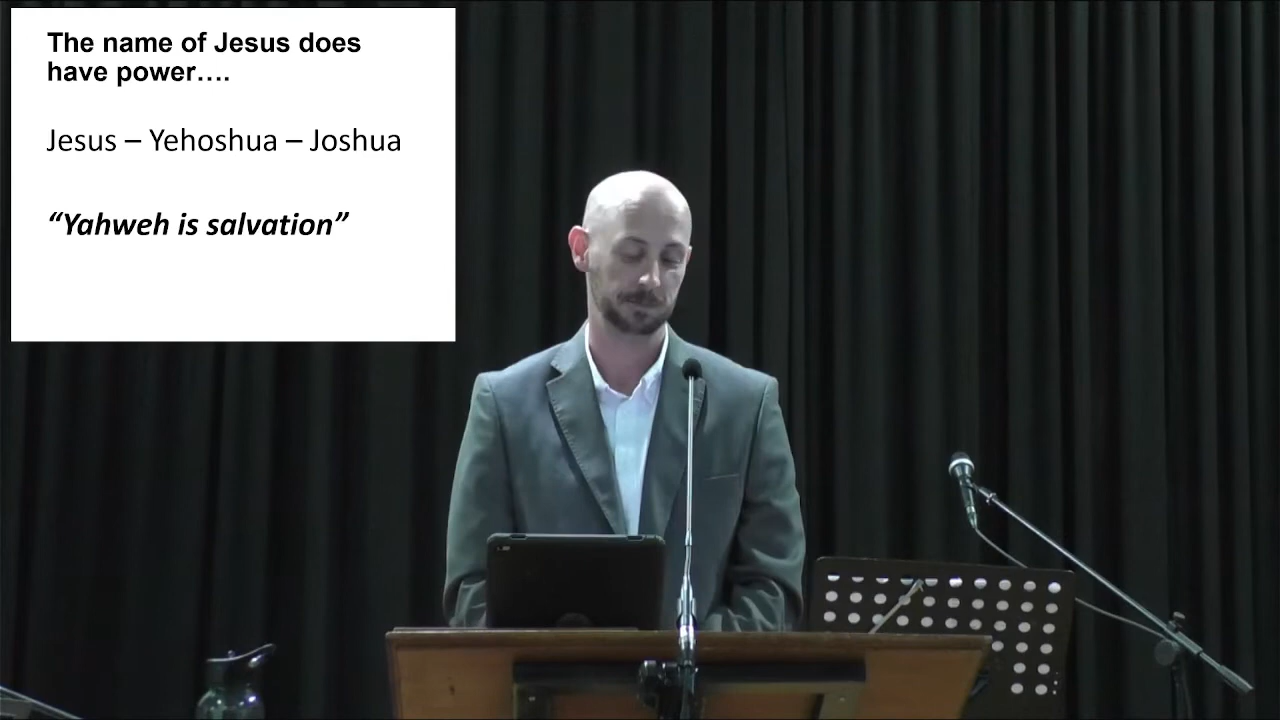 The name of Jesus does
have power….
Jesus – Yehoshua – Joshua
“Yahweh is salvation”